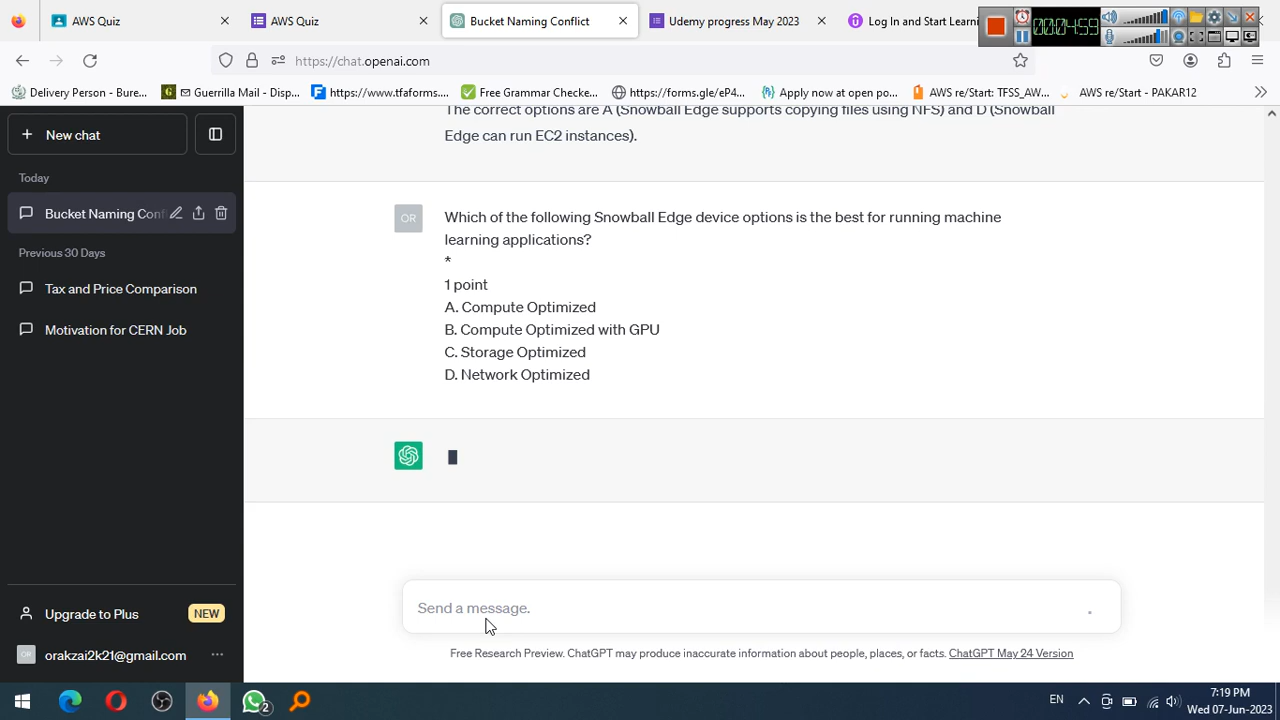 AWS Quiz
AWS Quiz
Bucket Naming Conflict
Udemy progress May 2023
Log In and Start Learni
00:04:59
https://chat.openai.com
Delivery Person - Bure...
Guerrilla Mail - Disp...
https://www.tfaforms...
Free Grammar Checke...
https://forms.gle/eP4...
Apply now at open po...
AWS re/Start: TFSS_AW...
AWS re/Start - PAKAR12
New chat
Today
Bucket Naming Conf
Previous 30 Days
Tax and Price Comparison
Motivation for CERN Job
Upgrade to Plus
NEW
OR
orakzai2k21@gmail.com
The correct options are A (Snowball Edge supports copying files using NFS) and D (Snowball
Edge can run EC2 instances).
OR
Which of the following Snowball Edge device options is the best for running machine
learning applications?
*
1 point
A. Compute Optimized
B. Compute Optimized with GPU
C. Storage Optimized
D. Network Optimized
Send a message.
Free Research Preview. ChatGPT may produce inaccurate information about people, places, or facts. ChatGPT May 24 Version
2
EN
7:19 PM
Wed 07-Jun-2023